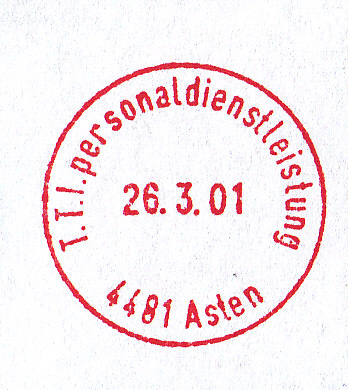 T.T.I.personaldienstleistung
26.3.01
4481 Asten